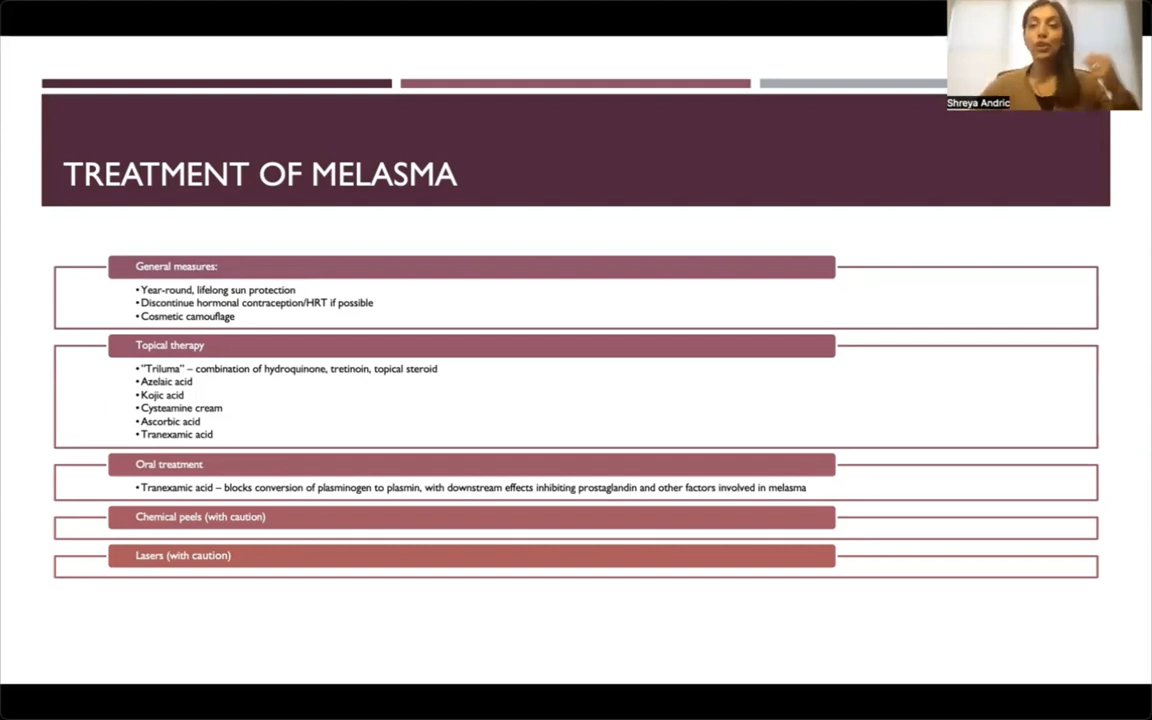 Shreya Andric
TREATMENT OF MELASMA
General measures:
•Year-round, lifelong sun protection
•Discontinue hormonal contraception/HRT if possible
•Cosmetic camouflage
Topical therapy
•"Triluma" – combination of hydroquinone, tretinoin, topical steroid
•Azelaic acid
•Kojic acid
•Cysteamine cream
•Ascorbic acid
•Tranexamic acid
Oral treatment
•Tranexamic acid – blocks conversion of plasminogen to plasmin, with downstream effects inhibiting prostaglandin and other factors involved in melasma
Chemical peels (with caution)
Lasers (with caution)